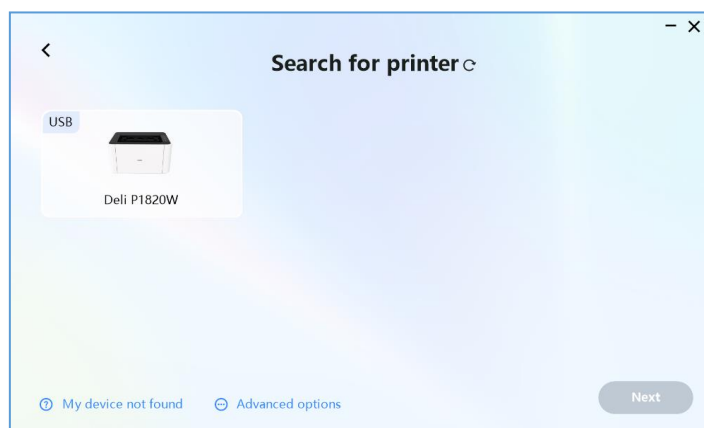 Search for printer
USB
Deli P1820W
My device not found
Advanced options
Next